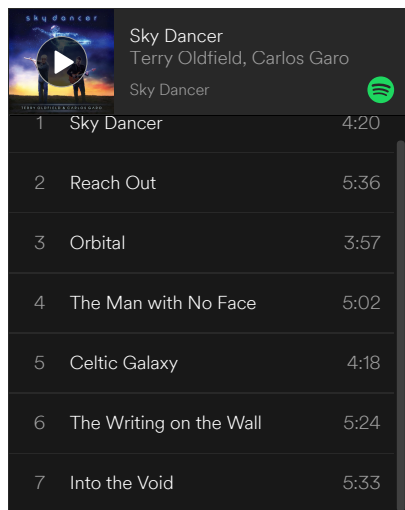 sky dancer
TERRY OLDFIELD & CARLOS GARO
Sky Dancer
Terry Oldfield, Carlos Garo
Sky Dancer
1 Sky Dancer 4:20
2 Reach Out 5:36
3 Orbital 3:57
4 The Man with No Face 5:02
5 Celtic Galaxy 4:18
6 The Writing on the Wall 5:24
7 Into the Void 5:33